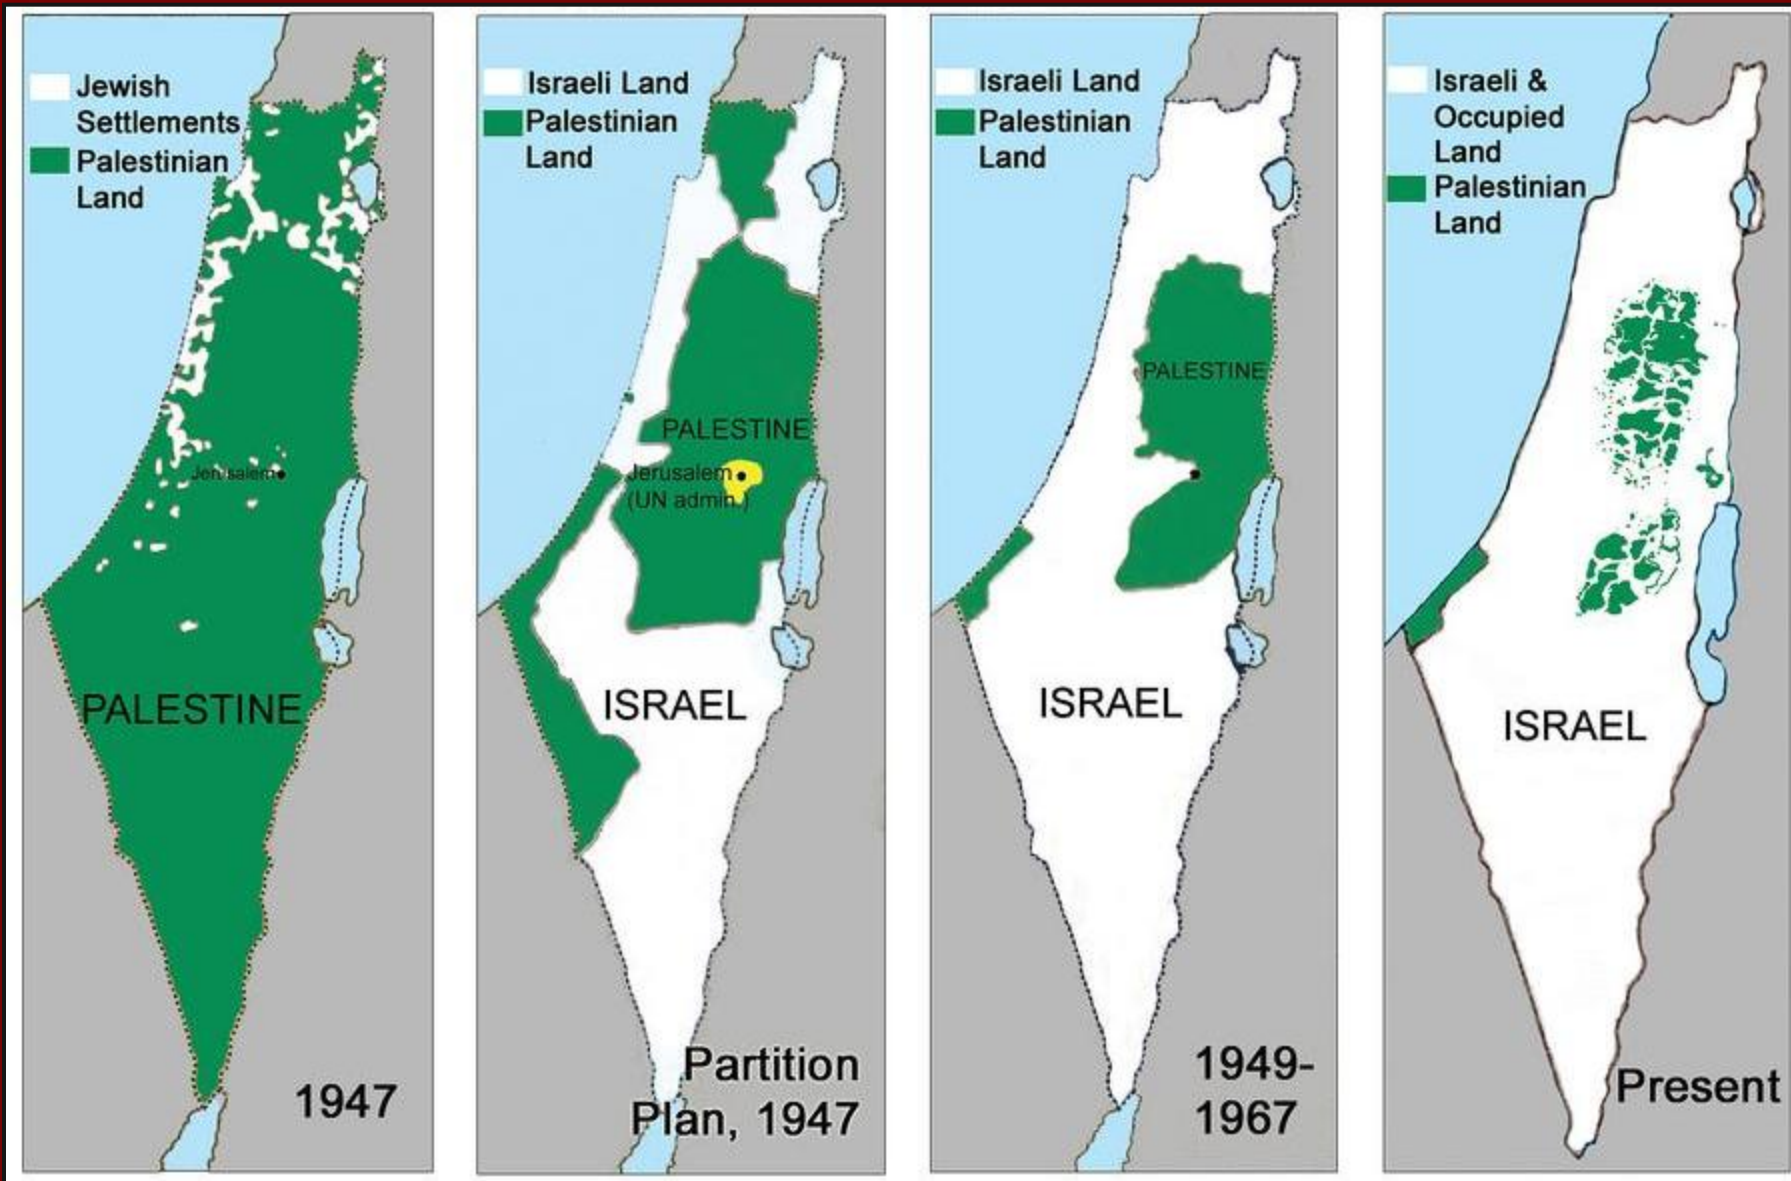 Jewish
Settlements
Palestinian
Land
Jerusalem
PALESTINE
1947
Israeli Land
Palestinian
Land
PALESTINE
Jerusalem
(UN admin.)
ISRAEL
Partition
Plan, 1947
Israeli Land
Palestinian
Land
PALESTINE
ISRAEL
1949-
1967
Israeli &
Occupied
Land
Palestinian
Land
ISRAEL
Present